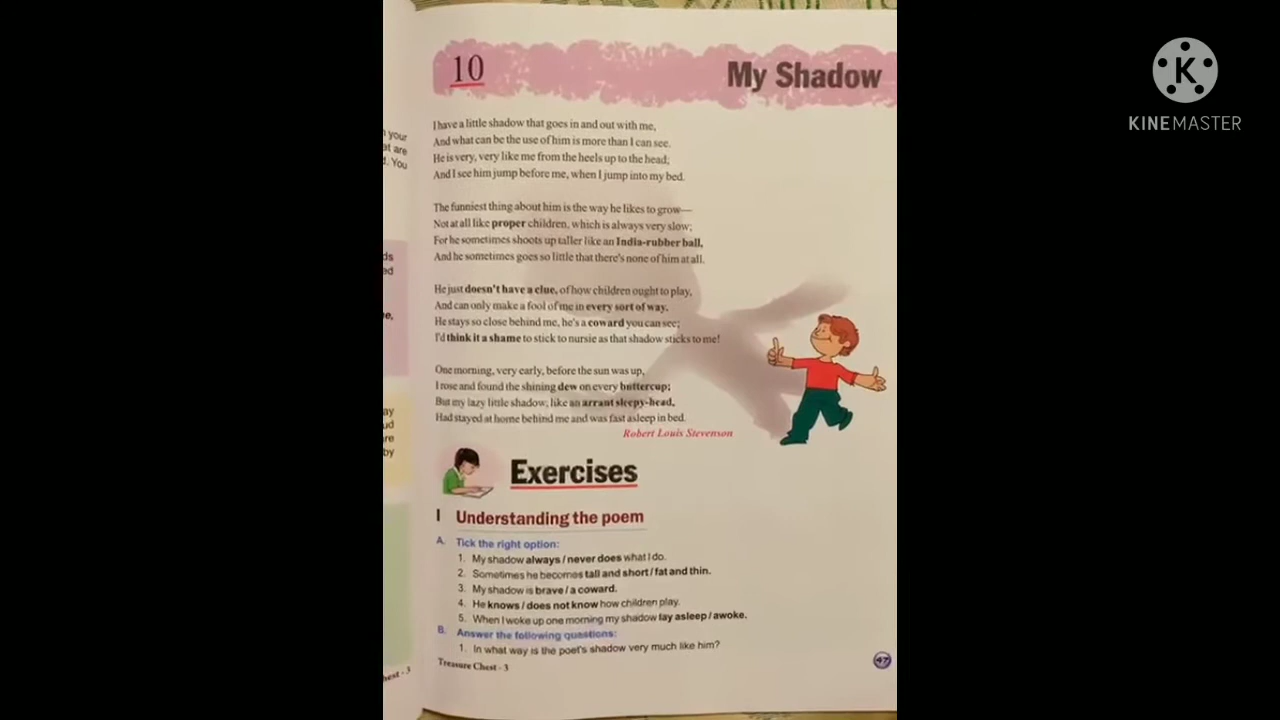 10
My Shadow
K
KINEMASTER
I have a little shadow that goes in and out with me,
And what can be the use of him is more than I can see.
He is very, very like me from the heels up to the head;
And I see him jump before me, when I jump into my bed.
The funniest thing about him is the way he likes to grow—
Not at all like proper children, which is always very slow;
For he sometimes shoots up taller like an India-rubber ball,
And he sometimes goes so little that there's none of him at all.
He just doesn't have a clue, of how children ought to play,
And can only make a fool of me in every sort of way.
He stays so close behind me, he's a coward you can see;
I'd think it a shame to stick to nursie as that shadow sticks to me!
One morning, very early, before the sun was up,
I rose and found the shining dew on every buttercup;
But my lazy little shadow, like an arrant sleepy-head,
Had stayed at home behind me and was fast asleep in bed.
Robert Louis Stevenson
Exercises
I Understanding the poem
A. Tick the right option:
1. My shadow always / never does what I do.
2. Sometimes he becomes tall and short / fat and thin.
3. My shadow is brave / a coward.
4. He knows / does not know how children play.
5. When I woke up one morning my shadow lay asleep / awoke.
B. Answer the following questions:
1. In what way is the poet's shadow very much like him?
Treasure Chest - 3
47
your
at are
You
ds
ed
e,
ay
ud
re
by
hest - 3